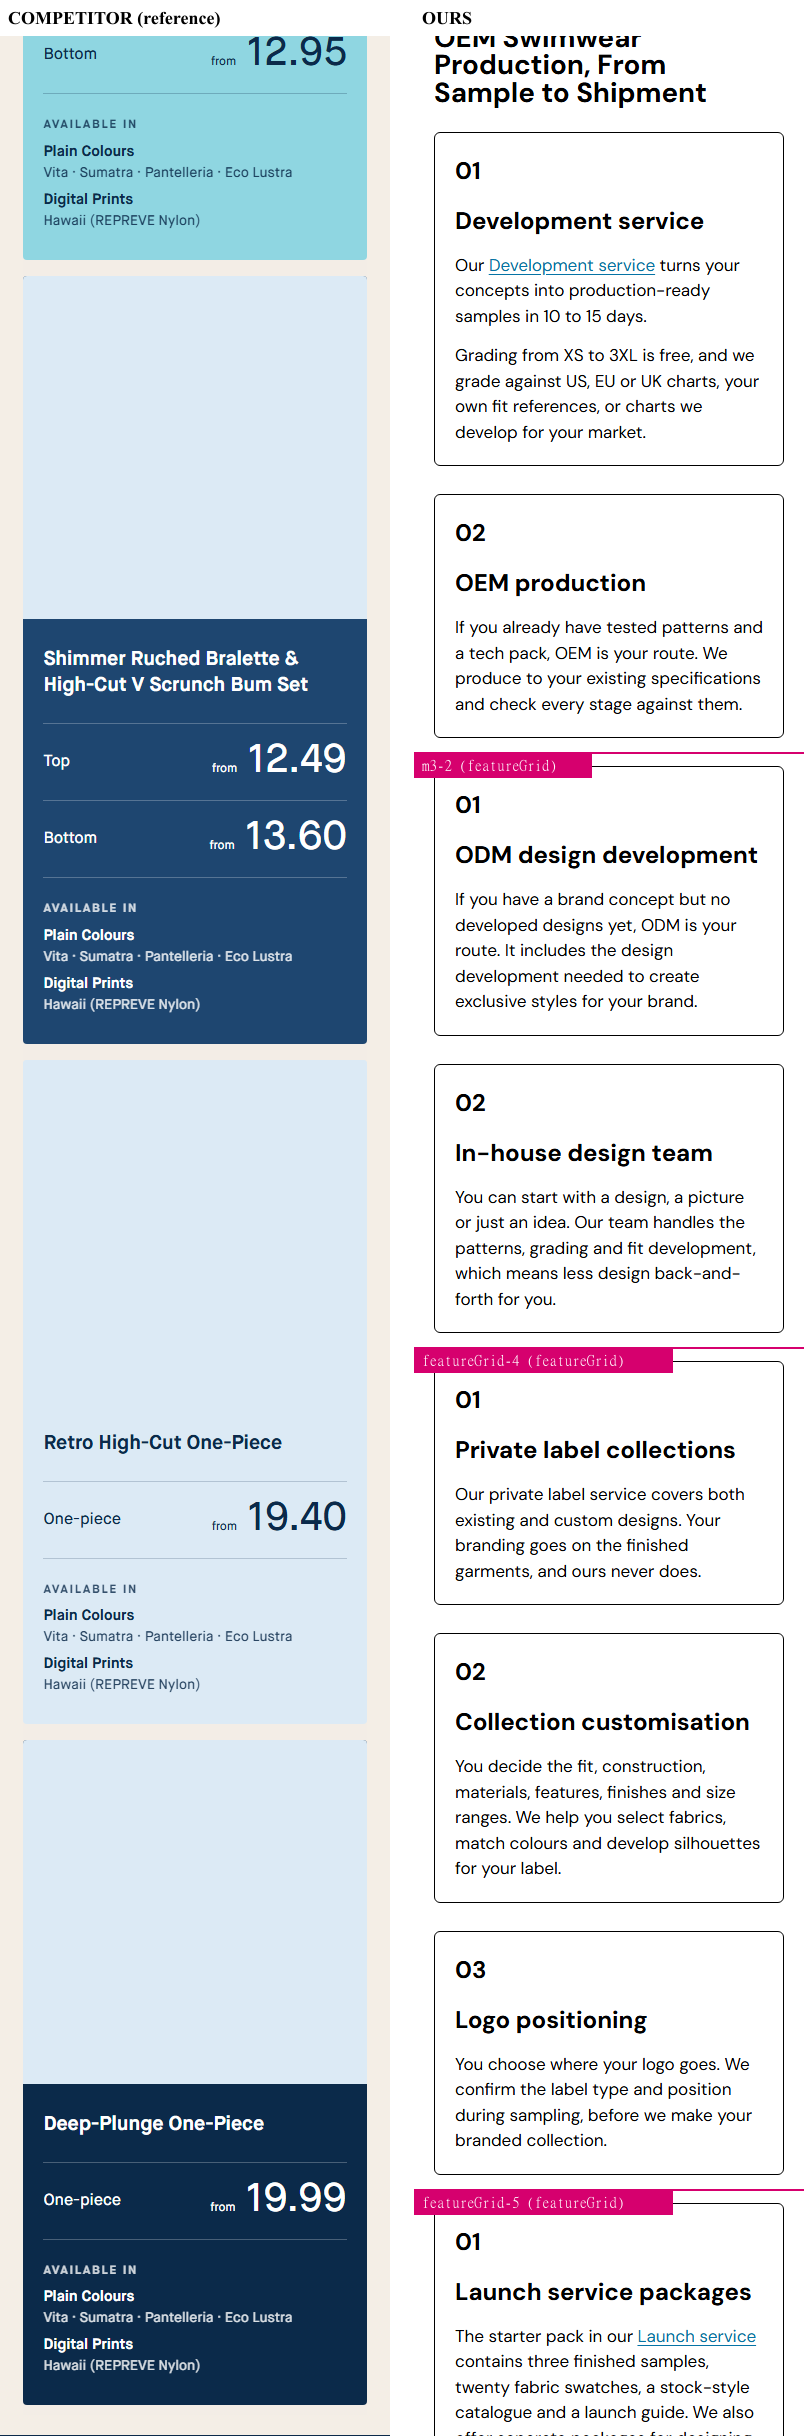 COMPETITOR (reference)
Bottom
from 12.95
AVAILABLE IN
Plain Colours
Vita · Sumatra · Pantelleria · Eco Lustra
Digital Prints
Hawaii (REPREVE Nylon)
Shimmer Ruched Bralette &
High-Cut V Scrunch Bum Set
Top
from 12.49
Bottom
from 13.60
AVAILABLE IN
Plain Colours
Vita · Sumatra · Pantelleria · Eco Lustra
Digital Prints
Hawaii (REPREVE Nylon)
Retro High-Cut One-Piece
One-piece
from 19.40
AVAILABLE IN
Plain Colours
Vita · Sumatra · Pantelleria · Eco Lustra
Digital Prints
Hawaii (REPREVE Nylon)
Deep-Plunge One-Piece
One-piece
from 19.99
AVAILABLE IN
Plain Colours
Vita · Sumatra · Pantelleria · Eco Lustra
Digital Prints
Hawaii (REPREVE Nylon)
OURS
OEM Swimwear
Production, From
Sample to Shipment
01
Development service
Our Development service turns your
concepts into production-ready
samples in 10 to 15 days.
Grading from XS to 3XL is free, and we
grade against US, EU or UK charts, your
own fit references, or charts we
develop for your market.
02
OEM production
If you already have tested patterns and
a tech pack, OEM is your route. We
produce to your existing specifications
and check every stage against them.
m3-2 (featureGrid)
01
ODM design development
If you have a brand concept but no
developed designs yet, ODM is your
route. It includes the design
development needed to create
exclusive styles for your brand.
02
In-house design team
You can start with a design, a picture
or just an idea. Our team handles the
patterns, grading and fit development,
which means less design back-and-
forth for you.
featureGrid-4 (featureGrid)
01
Private label collections
Our private label service covers both
existing and custom designs. Your
branding goes on the finished
garments, and ours never does.
02
Collection customisation
You decide the fit, construction,
materials, features, finishes and size
ranges. We help you select fabrics,
match colours and develop silhouettes
for your label.
03
Logo positioning
You choose where your logo goes. We
confirm the label type and position
during sampling, before we make your
branded collection.
featureGrid-5 (featureGrid)
01
Launch service packages
The starter pack in our Launch service
contains three finished samples,
twenty fabric swatches, a stock-style
catalogue and a launch guide. We also